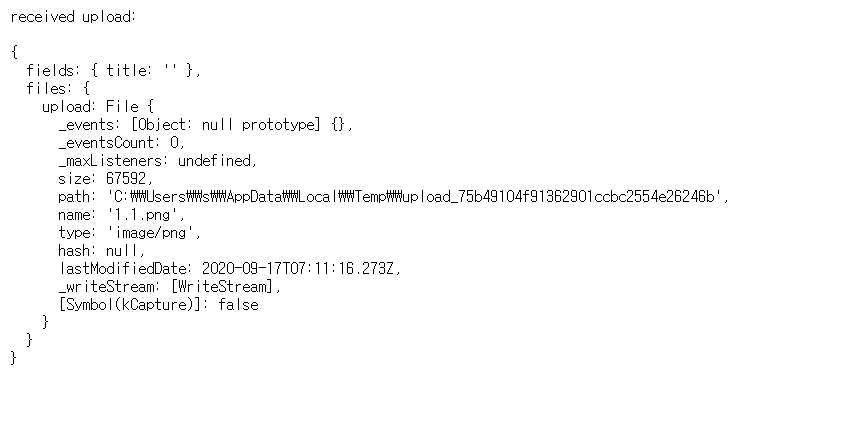 received upload:
{
fields: { title: '' },
files: {
upload: File {
_events: [Object: null prototype] {},
_eventsCount: 0,
_maxListeners: undefined,
size: 67592,
path: 'C:₩₩Users₩₩s₩₩AppData₩₩Local₩₩Temp₩₩upload_75b49104f91362901ccbc2554e26246b',
name: '1.1.png',
type: 'image/png',
hash: null,
lastModifiedDate: 2020-09-17T07:11:16.273Z,
_writeStream: [WriteStream],
[Symbol(kCapture)]: false
}
}
}